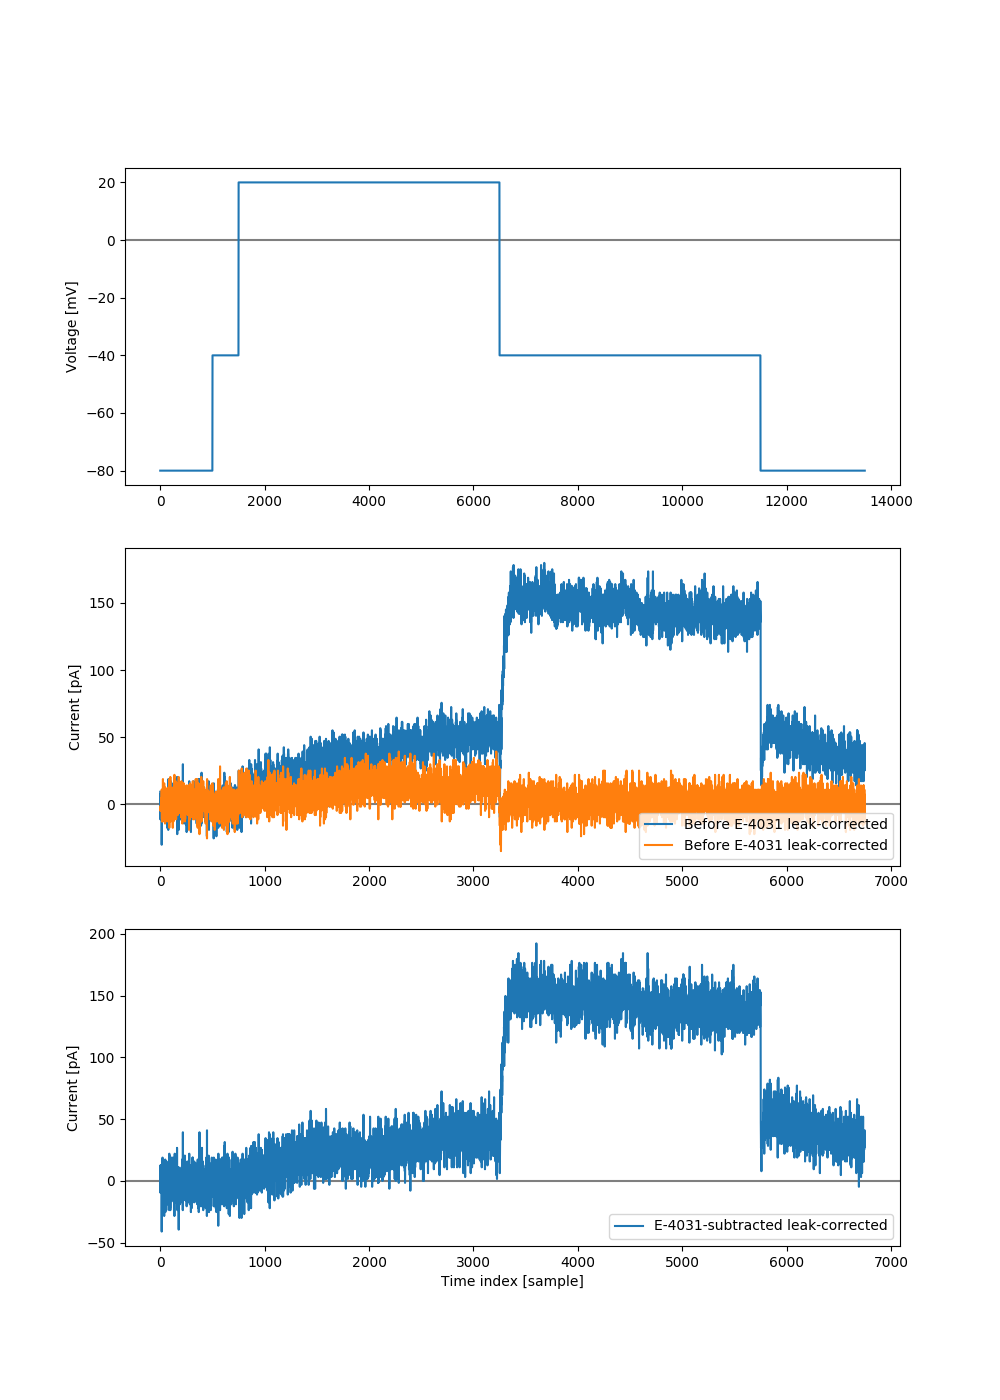 20
0
−20
−40
−60
−80
Voltage [mV]
0 2000 4000 6000 8000 10000 12000 14000
150
100
50
0
Current [pA]
Before E-4031 leak-corrected
Before E-4031 leak-corrected
0 1000 2000 3000 4000 5000 6000 7000
200
150
100
50
0
−50
Current [pA]
E-4031-subtracted leak-corrected
0 1000 2000 3000 4000 5000 6000 7000
Time index [sample]